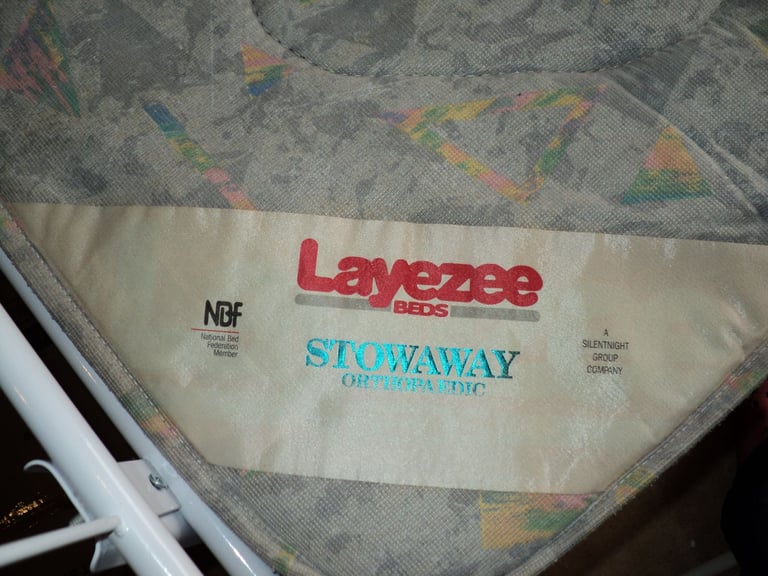 Layezee
BEDS
NBF
National Bed
Federation
Member
STOWAWAY
ORTHOPAEDIC
A
SILENTNIGHT
GROUP
COMPANY